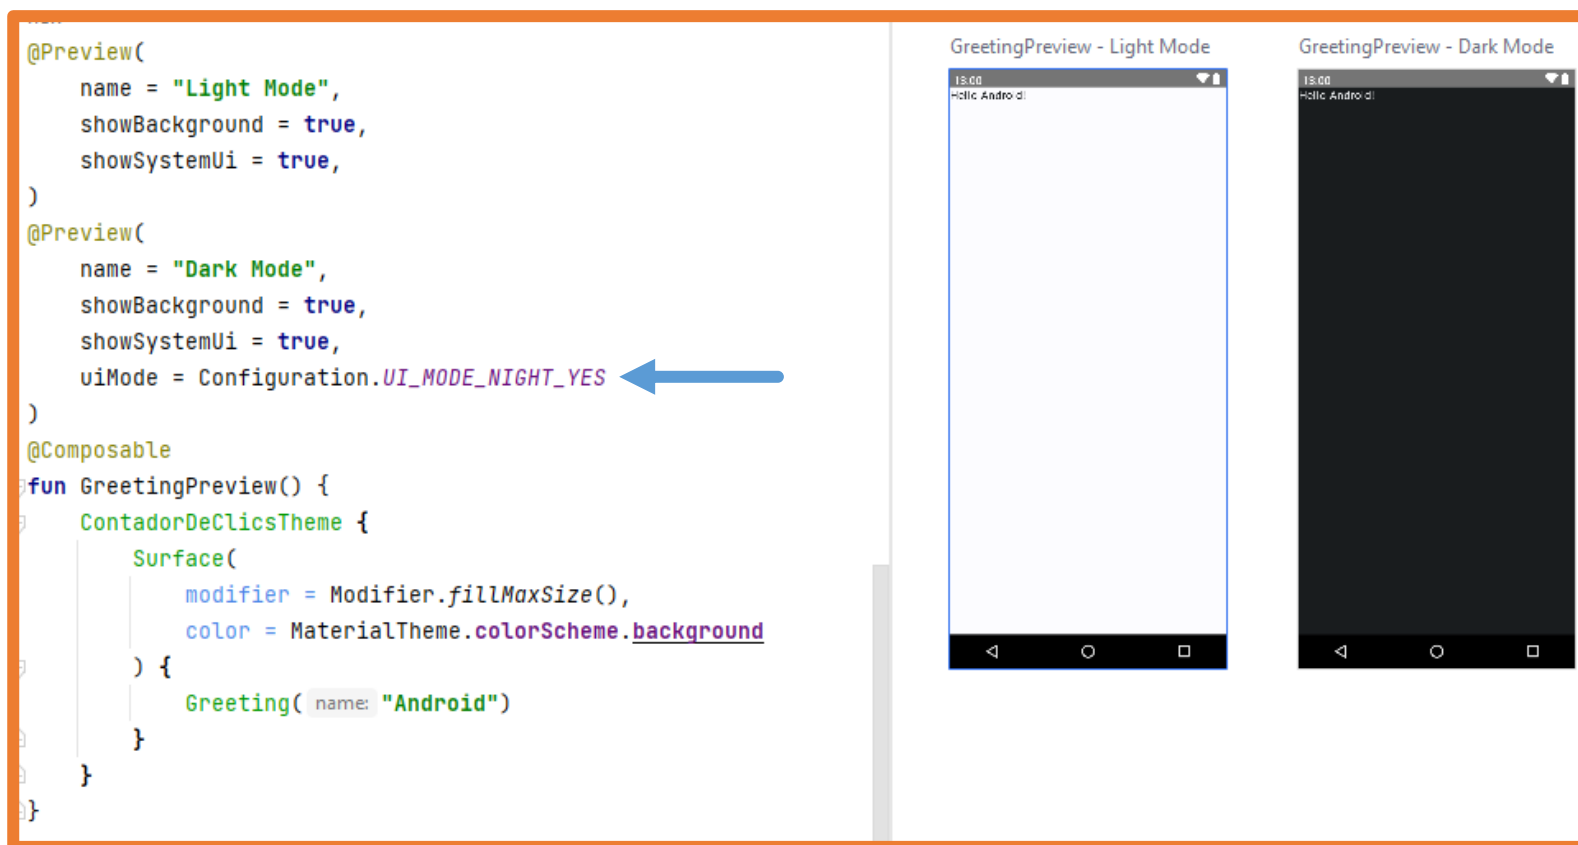 @Preview(
    name = "Light Mode",
    showBackground = true,
    showSystemUi = true,
)
@Preview(
    name = "Dark Mode",
    showBackground = true,
    showSystemUi = true,
    uiMode = Configuration.UI_MODE_NIGHT_YES
)
@Composable
fun GreetingPreview() {
    ContadorDeClicsTheme {
        Surface(
            modifier = Modifier.fillMaxSize(),
            color = MaterialTheme.colorScheme.background
        ) {
            Greeting( name: "Android")
        }
    }
}
GreetingPreview - Light Mode
Hello Android!
GreetingPreview - Dark Mode
Hello Android!